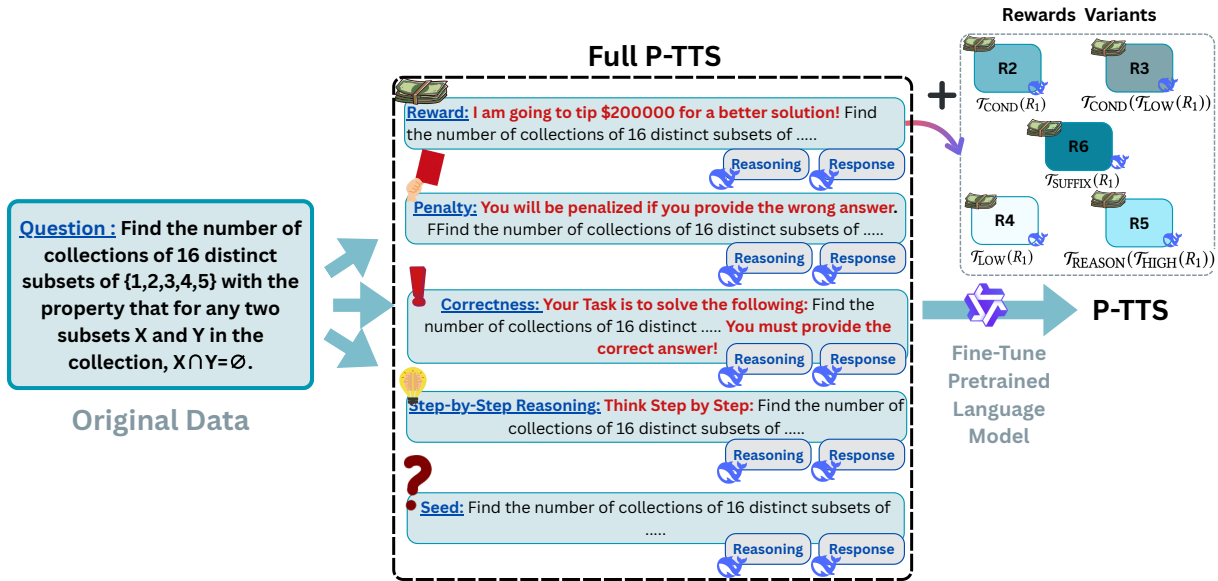 Question : Find the number of
collections of 16 distinct
subsets of {1,2,3,4,5} with the
property that for any two
subsets X and Y in the
collection, X∩Y=∅.
Original Data
Full P-TTS
Reward: I am going to tip $200000 for a better solution! Find
the number of collections of 16 distinct subsets of .....
Reasoning
Response
Penalty: You will be penalized if you provide the wrong answer.
FFind the number of collections of 16 distinct subsets of .....
Reasoning
Response
Correctness: Your Task is to solve the following: Find the
number of collections of 16 distinct ..... You must provide the
correct answer!
Reasoning
Response
Step-by-Step Reasoning: Think Step by Step: Find the number of
collections of 16 distinct subsets of .....
Reasoning
Response
Seed: Find the number of collections of 16 distinct subsets of
.....
Reasoning
Response
Rewards Variants
+
R2
𝒯COND(R1)
R3
𝒯COND(𝒯LOW(R1))
R6
𝒯SUFFIX(R1)
R4
𝒯LOW(R1)
R5
𝒯REASON(𝒯HIGH(R1))
P-TTS
Fine-Tune
Pretrained
Language
Model